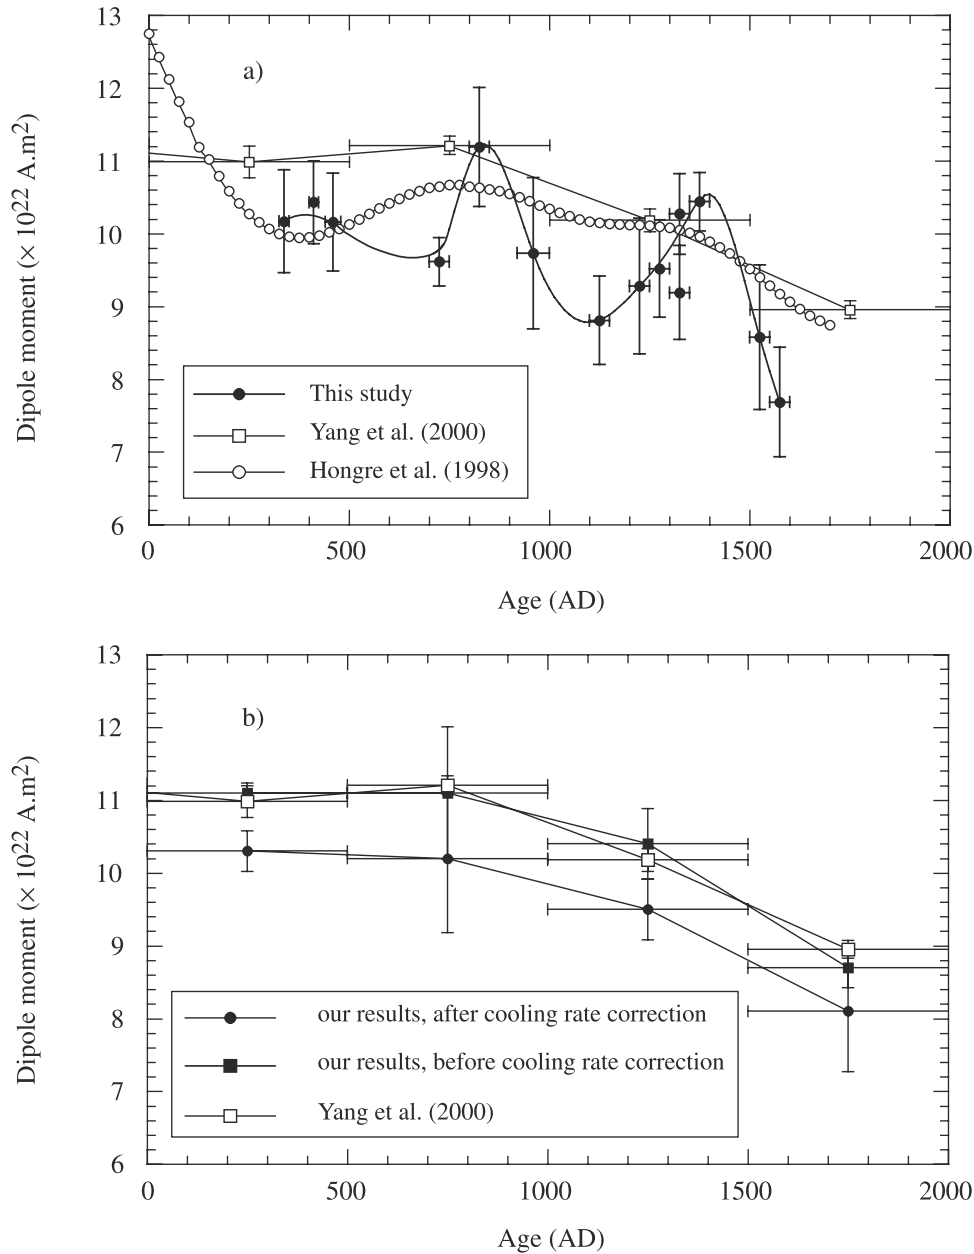 13
12
11
10
9
8
7
6
Dipole moment (× 10²² A.m²)
a)
This study
Yang et al. (2000)
Hongre et al. (1998)
0 500 1000 1500 2000
Age (AD)
13
12
11
10
9
8
7
6
Dipole moment (× 10²² A.m²)
b)
our results, after cooling rate correction
our results, before cooling rate correction
Yang et al. (2000)
0 500 1000 1500 2000
Age (AD)